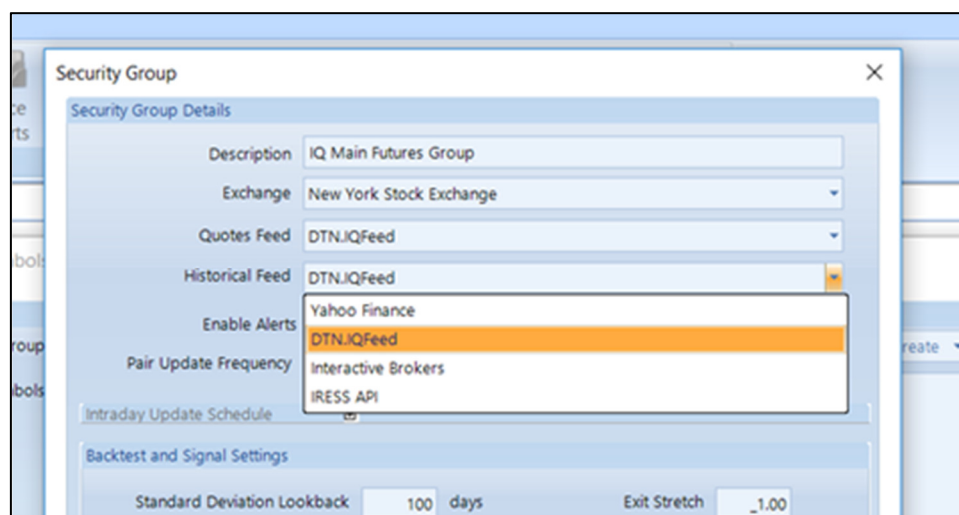 Security Group
Security Group Details
Description IQ Main Futures Group
Exchange New York Stock Exchange
Quotes Feed DTN.IQFeed
Historical Feed DTN.IQFeed
Yahoo Finance
Enable Alerts
DTN.IQFeed
Pair Update Frequency
Interactive Brokers
IRESS API
Intraday Update Schedule
Backtest and Signal Settings
Standard Deviation Lookback 100 days Exit Stretch _1.00